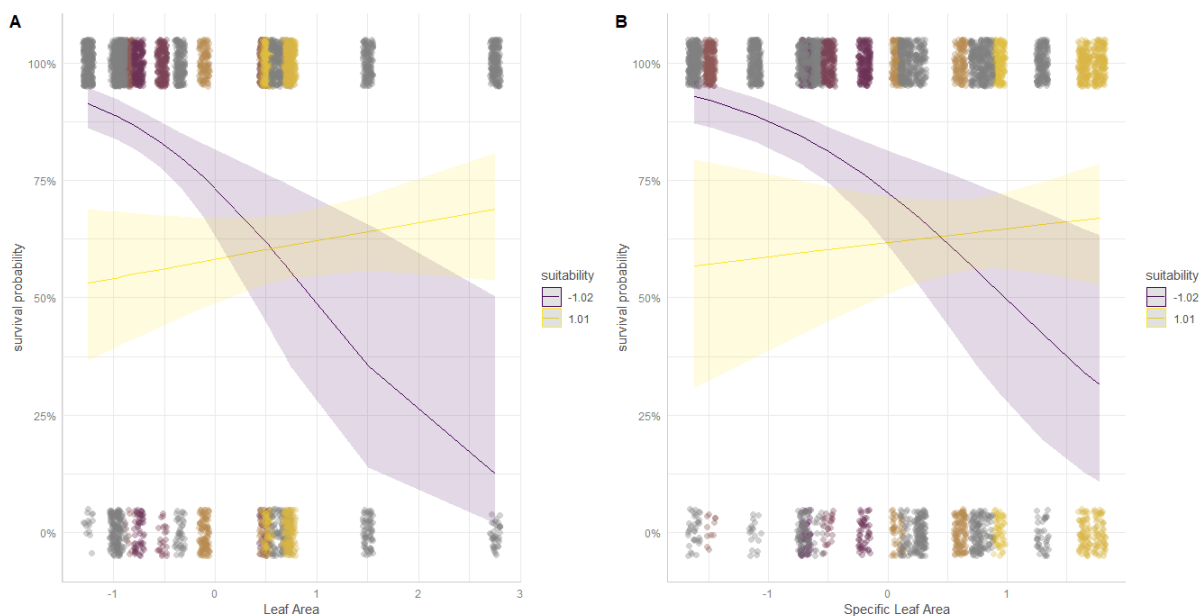 A
survival probability
100%
75%
50%
25%
0%
-1
0
1
2
3
Leaf Area
suitability
-1.02
1.01
B
survival probability
100%
75%
50%
25%
0%
-1
0
1
Specific Leaf Area
suitability
-1.02
1.01